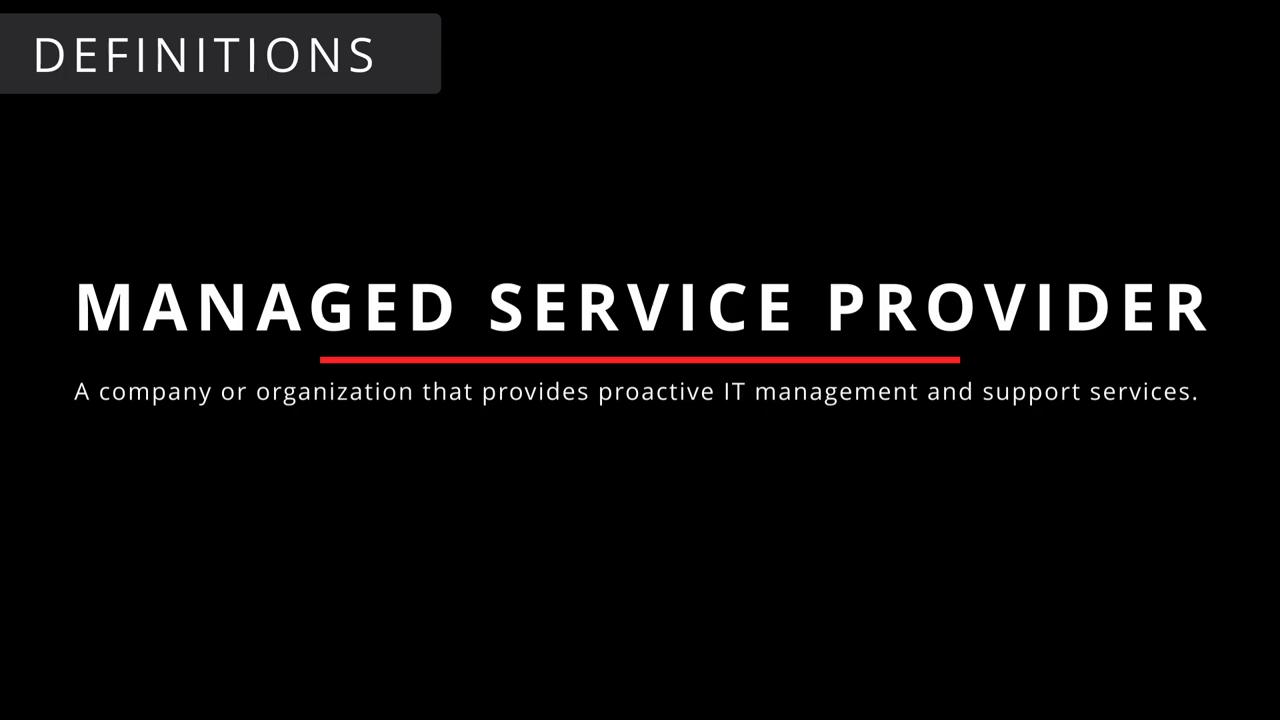 DEFINITIONS
MANAGED SERVICE PROVIDER
A company or organization that provides proactive IT management and support services.